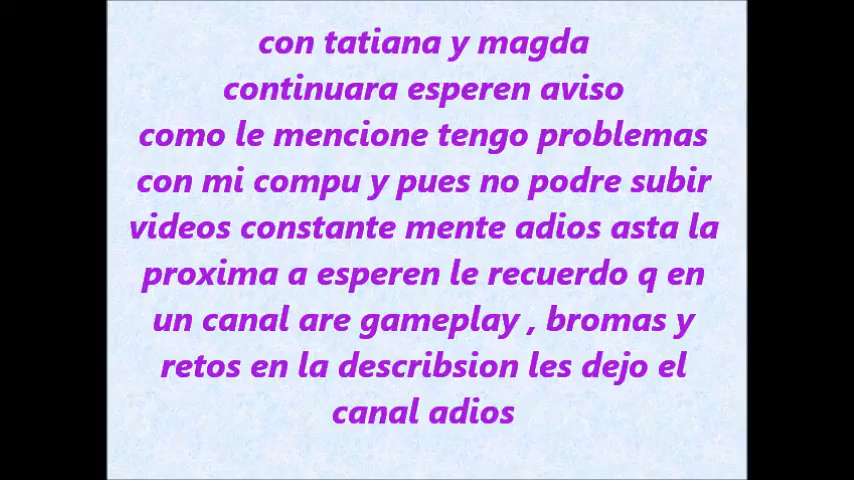 con tatiana y magda
continuara esperen aviso
como le mencione tengo problemas
con mi compu y pues no podre subir
videos constante mente adios asta la
proxima a esperen le recuerdo q en
un canal are gameplay , bromas y
retos en la describsion les dejo el
canal adios